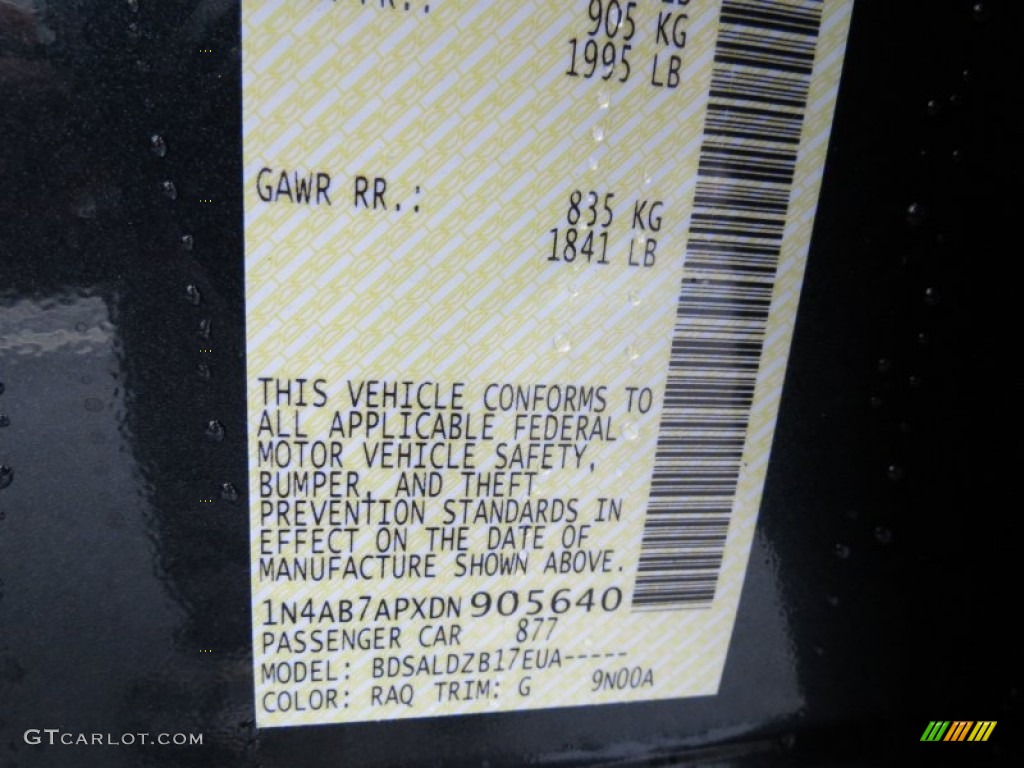 905 KG
1995 LB
GAWR RR.: 835 KG
1841 LB
THIS VEHICLE CONFORMS TO
ALL APPLICABLE FEDERAL
MOTOR VEHICLE SAFETY,
BUMPER, AND THEFT
PREVENTION STANDARDS IN
EFFECT ON THE DATE OF
MANUFACTURE SHOWN ABOVE.
1N4AB7APXDN905640
PASSENGER CAR 877
MODEL: BDSALDZB17EUA-----
COLOR: RAQ TRIM: G 9N00A
GTCARLOT.COM